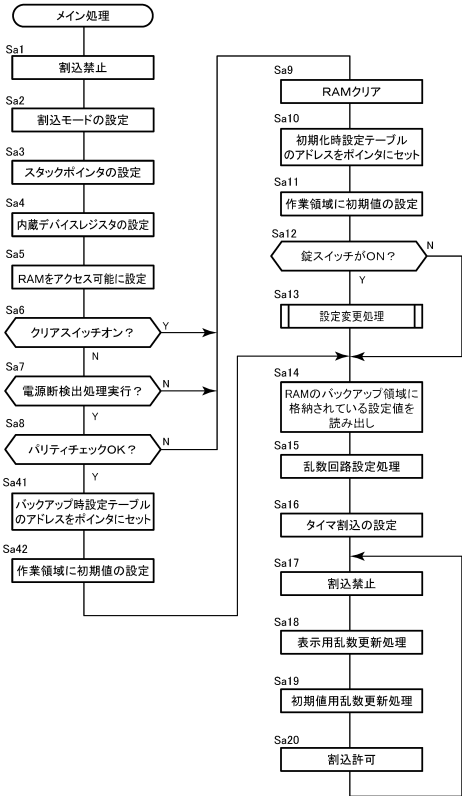 メイン処理
Sa1
割込禁止
Sa2
割込モードの設定
Sa3
スタックポインタの設定
Sa4
内蔵デバイスレジスタの設定
Sa5
RAMをアクセス可能に設定
Sa6
クリアスイッチオン？
Y
N
Sa7
電源断検出処理実行？
N
Y
Sa8
パリティチェックOK？
N
Y
Sa41
バックアップ時設定テーブル
のアドレスをポインタにセット
Sa42
作業領域に初期値の設定
Sa9
RAMクリア
Sa10
初期化時設定テーブル
のアドレスをポインタにセット
Sa11
作業領域に初期値の設定
Sa12
錠スイッチがON？
N
Y
Sa13
設定変更処理
Sa14
RAMのバックアップ領域に
格納されている設定値を
読み出し
Sa15
乱数回路設定処理
Sa16
タイマ割込の設定
Sa17
割込禁止
Sa18
表示用乱数更新処理
Sa19
初期値用乱数更新処理
Sa20
割込許可